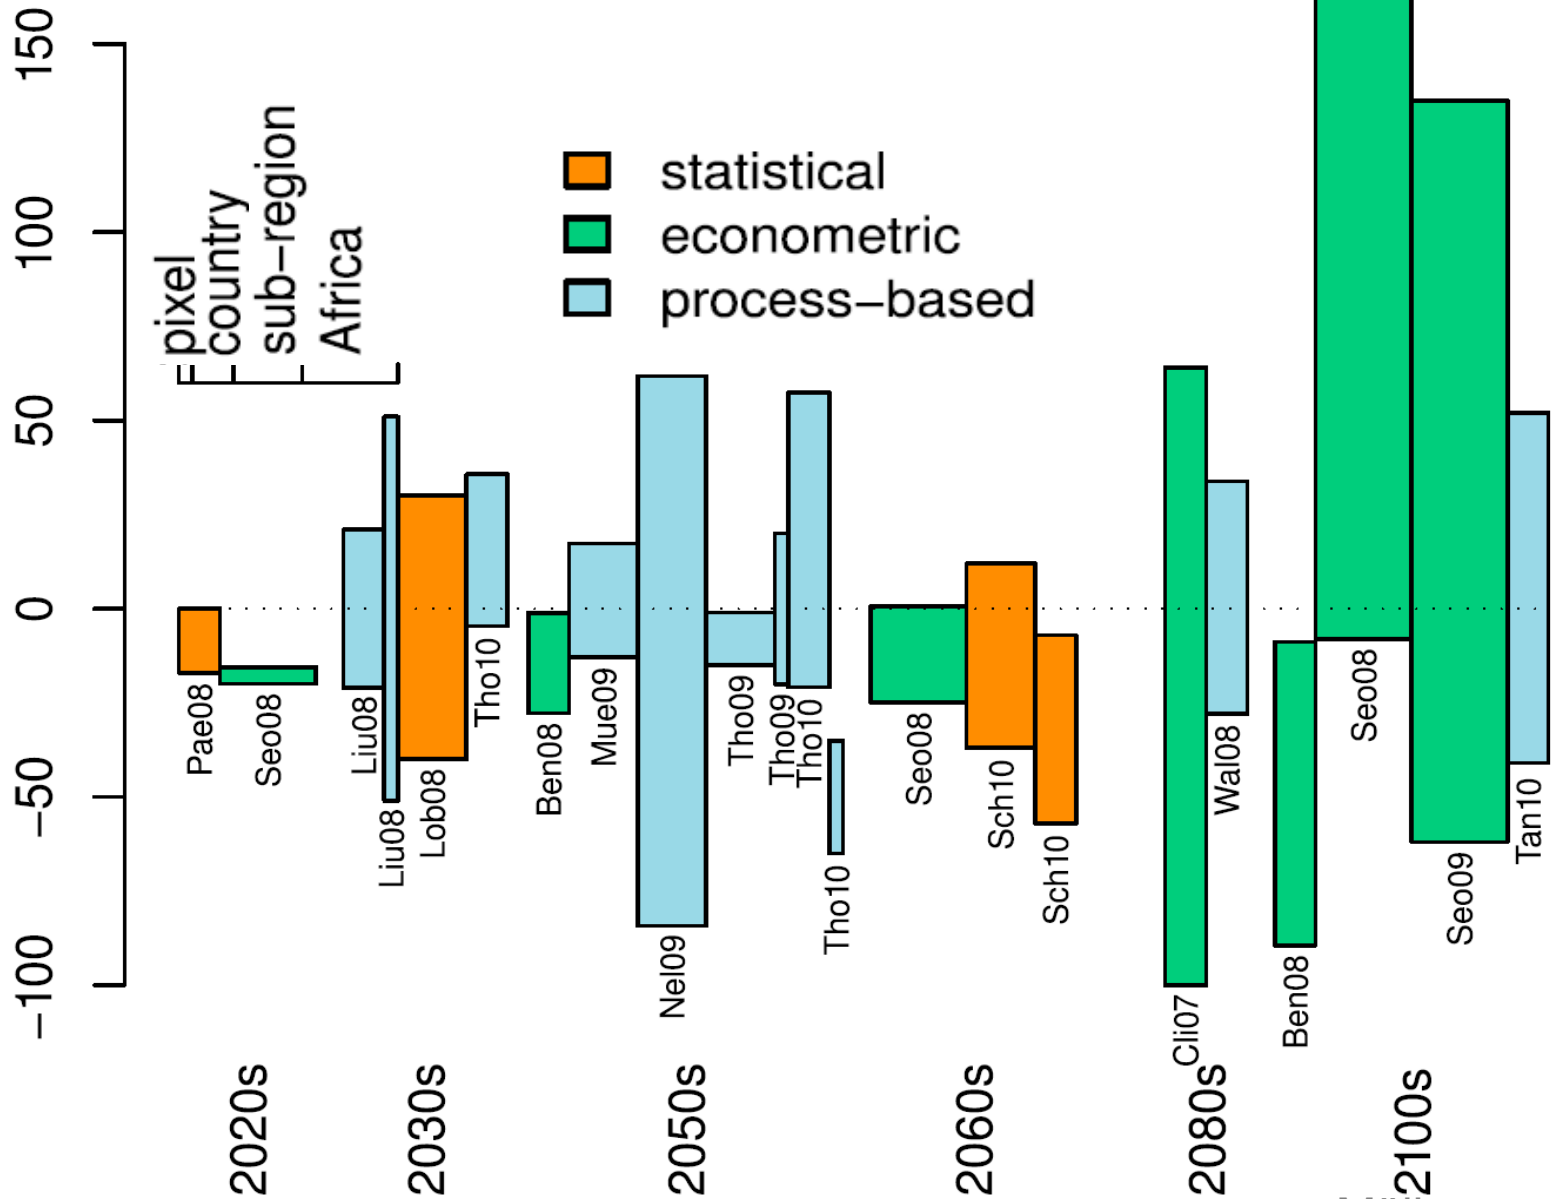 150
100
50
0
−50
−100
pixel
country
sub−region
Africa
statistical
econometric
process−based
Pae08
Seo08
Liu08
Liu08
Lob08
Tho10
Ben08
Mue09
Nel09
Tho09
Tho09
Tho10
Tho10
Seo08
Sch10
Sch10
Cli07
Wal08
Ben08
Seo08
Seo09
Tan10
2020s
2030s
2050s
2060s
2080s
2100s